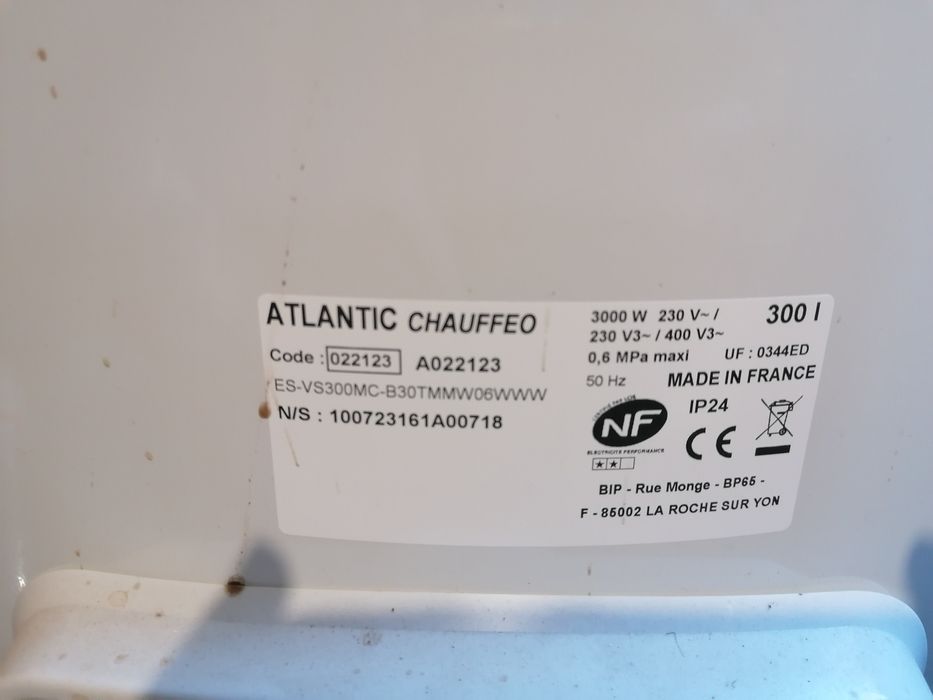 ATLANTIC CHAUFFEO
Code : 022123 A022123
ES-VS300MC-B30TMMW06WWW
N/S : 100723161A00718
3000 W 230 V~ /
230 V3~ / 400 V3~
300 l
0,6 MPa maxi UF : 0344ED
50 Hz MADE IN FRANCE
NF
ELECTRICITE PERFORMANCE
IP24
CE
BIP - Rue Monge - BP65 -
F - 85002 LA ROCHE SUR YON